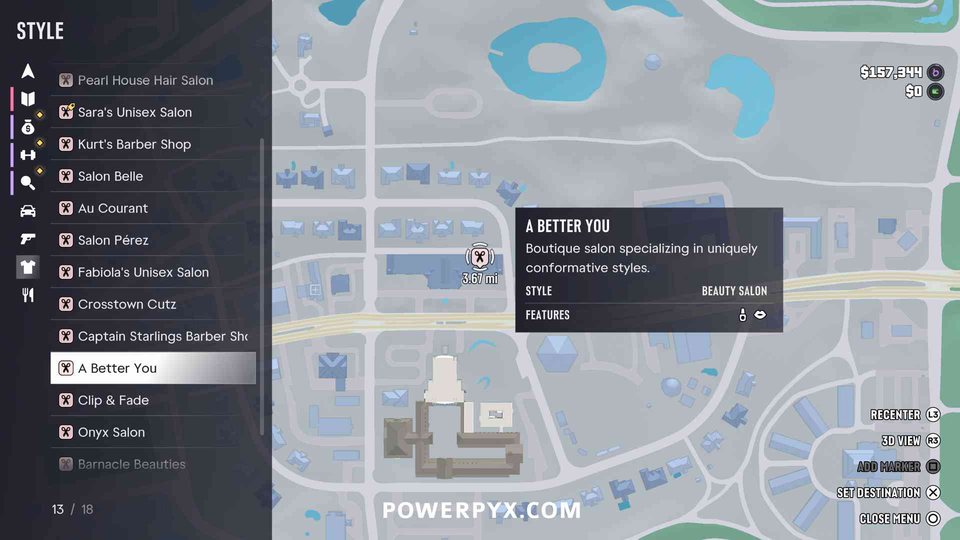 STYLE
Pearl House Hair Salon
Sara's Unisex Salon
Kurt's Barber Shop
Salon Belle
Au Courant
Salon Pérez
Fabiola's Unisex Salon
Crosstown Cutz
Captain Starlings Barber Sho
A Better You
Clip & Fade
Onyx Salon
Barnacle Beauties
13 / 18
$157,344
$0
3.67 mi
A BETTER YOU
Boutique salon specializing in uniquely
conformative styles.
STYLE BEAUTY SALON
FEATURES
RECENTER L3
3D VIEW R3
ADD MARKER
SET DESTINATION
CLOSE MENU
POWERPYX.COM